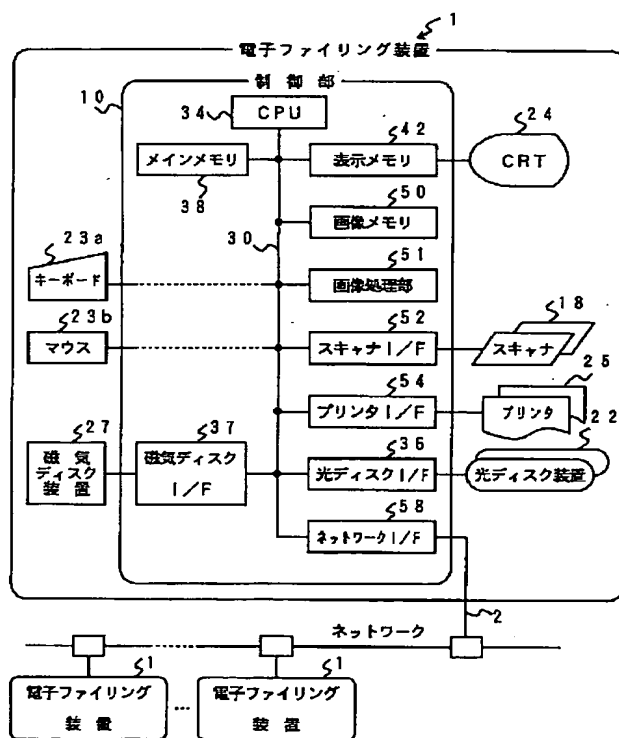 1
電子ファイリング装置
10
制御部
34
CPU
42
24
メインメモリ
表示メモリ
CRT
38
50
画像メモリ
23a
30
51
キーボード
画像処理部
23b
52
18
マウス
スキャナI/F
スキャナ
54
25
プリンタI/F
プリンタ
27
37
36
22
磁気
ディスク
装置
磁気ディスク
I/F
光ディスクI/F
光ディスク装置
58
ネットワークI/F
2
ネットワーク
1
1
電子ファイリング
装置
...
電子ファイリング
装置